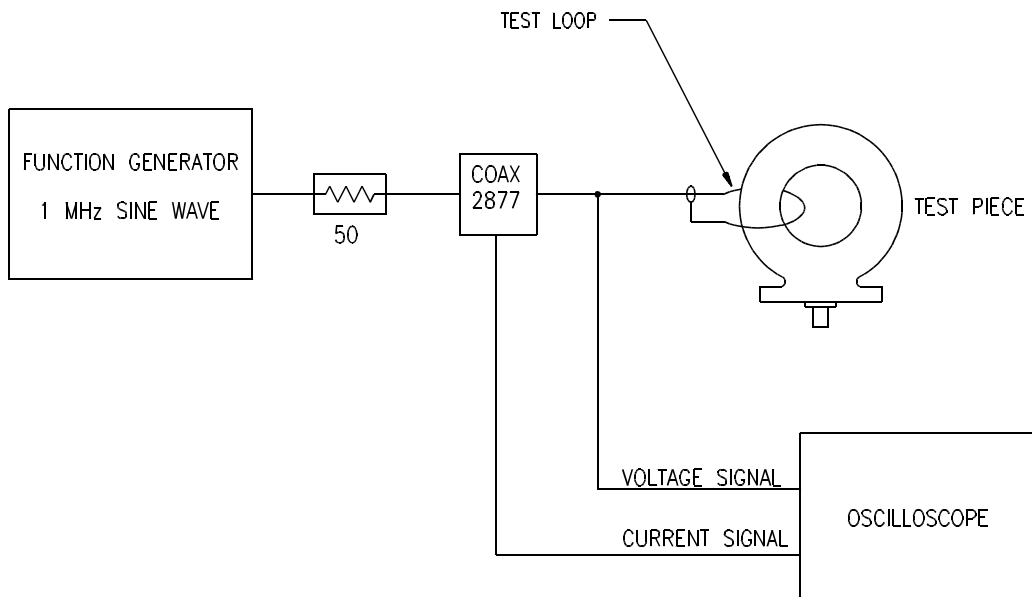 TEST LOOP
FUNCTION GENERATOR
1 MHz SINE WAVE
50
COAX
2877
TEST PIECE
VOLTAGE SIGNAL
CURRENT SIGNAL
OSCILLOSCOPE